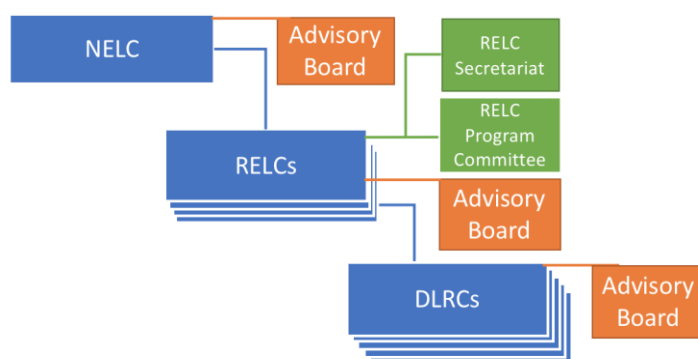 NELC
Advisory
Board
RELC
Secretariat
RELC
Program
Committee
RELCs
Advisory
Board
DLRCs
Advisory
Board